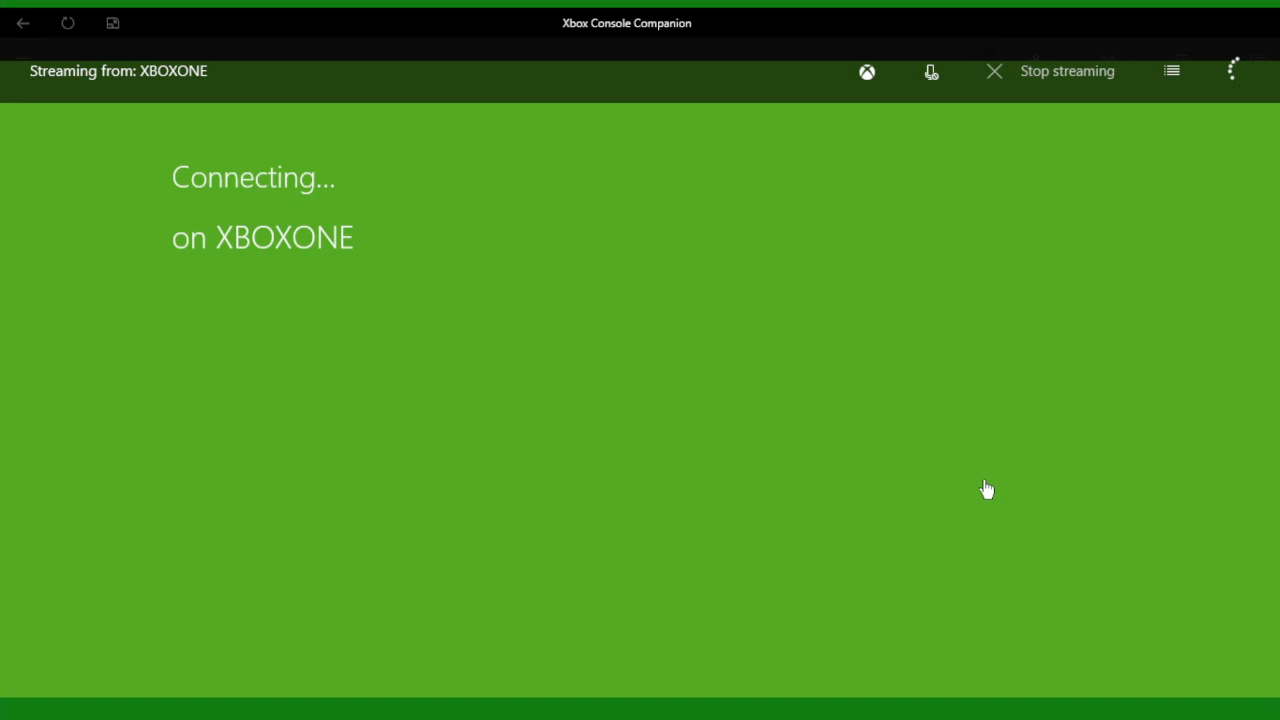 Xbox Console Companion
Streaming from: XBOXONE
Stop streaming
Connecting...
on XBOXONE